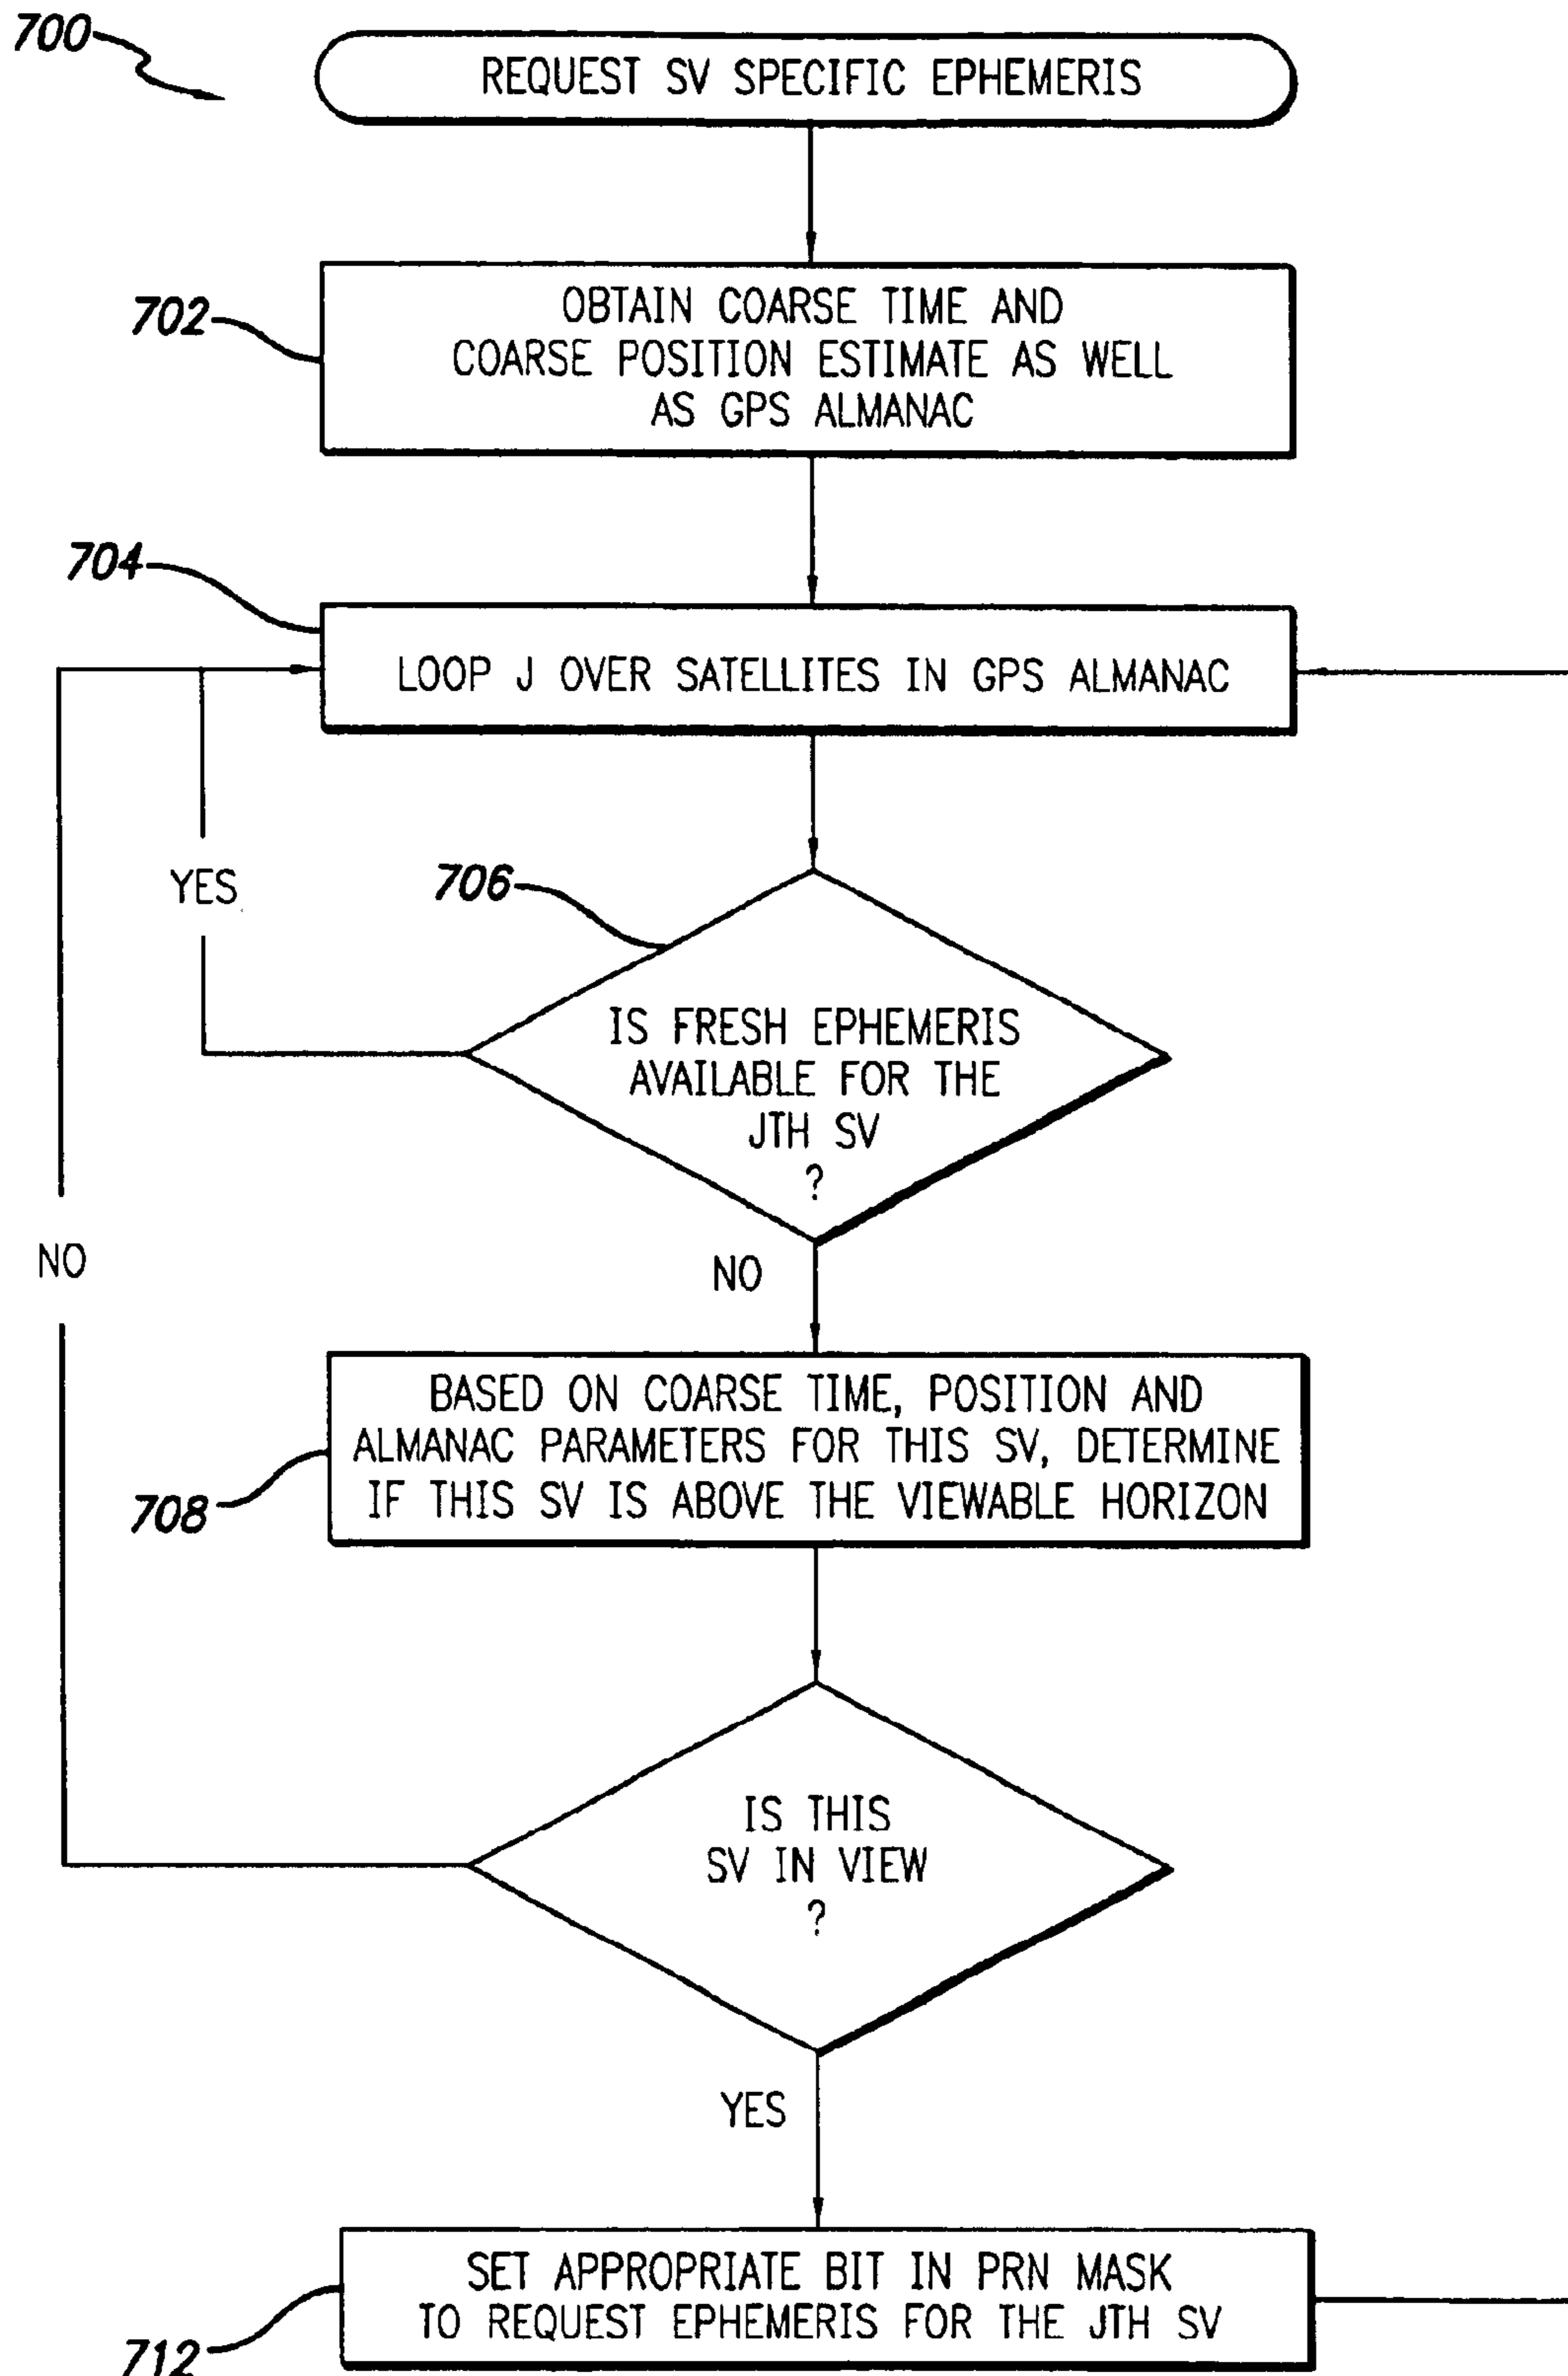 700
REQUEST SV SPECIFIC EPHEMERIS
702
OBTAIN COARSE TIME AND
COARSE POSITION ESTIMATE AS WELL
AS GPS ALMANAC
704
LOOP J OVER SATELLITES IN GPS ALMANAC
YES
706
IS FRESH EPHEMERIS
AVAILABLE FOR THE
JTH SV
?
NO
NO
BASED ON COARSE TIME, POSITION AND
ALMANAC PARAMETERS FOR THIS SV, DETERMINE
IF THIS SV IS ABOVE THE VIEWABLE HORIZON
708
IS THIS
SV IN VIEW
?
YES
SET APPROPRIATE BIT IN PRN MASK
TO REQUEST EPHEMERIS FOR THE JTH SV
712